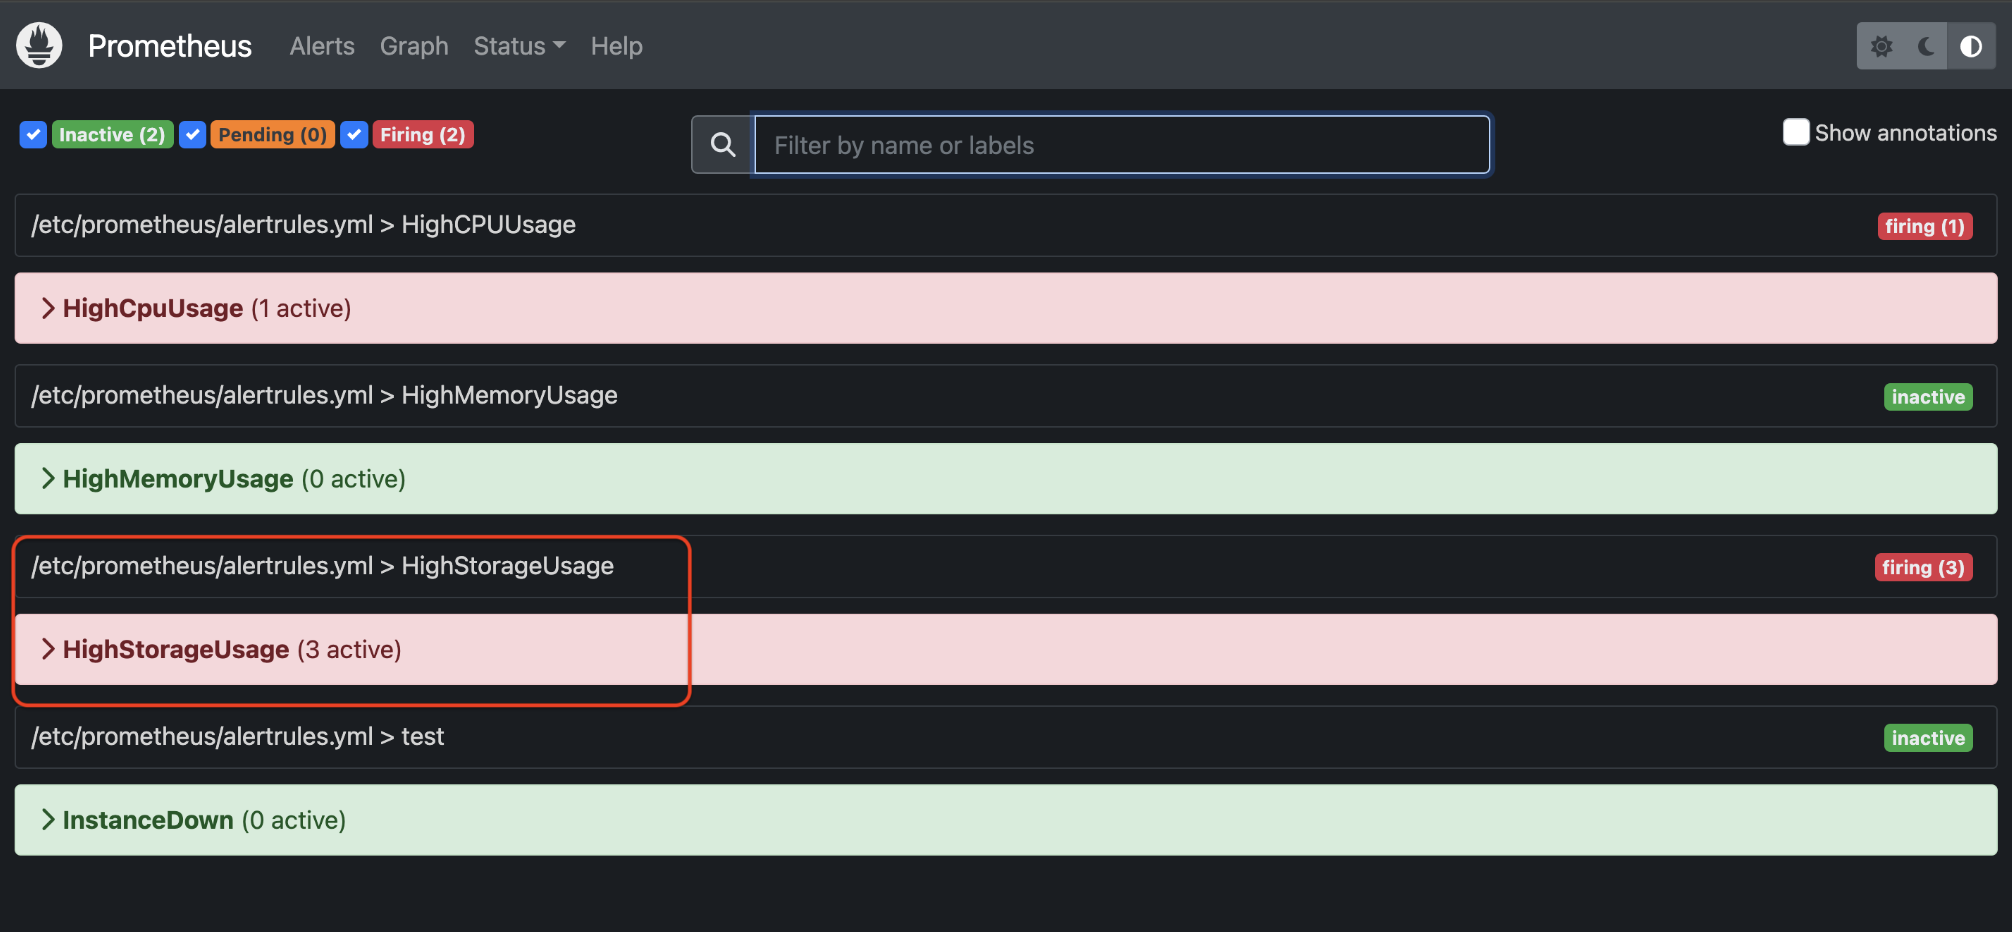 Prometheus Alerts Graph Status Help
Inactive (2) Pending (0) Firing (2) Filter by name or labels Show annotations
/etc/prometheus/alertrules.yml > HighCPUUsage firing (1)
HighCpuUsage (1 active)
/etc/prometheus/alertrules.yml > HighMemoryUsage inactive
HighMemoryUsage (0 active)
/etc/prometheus/alertrules.yml > HighStorageUsage firing (3)
HighStorageUsage (3 active)
/etc/prometheus/alertrules.yml > test inactive
InstanceDown (0 active)